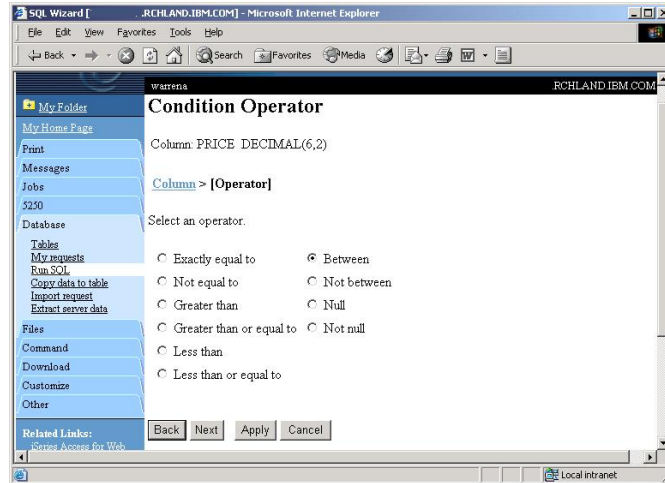 SQL Wizard [ .RCHLAND.IBM.COM] - Microsoft Internet Explorer
File Edit View Favorites Tools Help
Back Search Favorites Media
warrena .RCHLAND.IBM.COM
My Folder
My Home Page
Print
Messages
Jobs
5250
Database
Tables
My requests
Run SQL
Copy data to table
Import request
Extract server data
Files
Command
Download
Customize
Other
Related Links:
iSeries Access for Web
Condition Operator
Column: PRICE DECIMAL(6,2)
Column > [Operator]
Select an operator.
Exactly equal to Between
Not equal to Not between
Greater than Null
Greater than or equal to Not null
Less than
Less than or equal to
Back Next Apply Cancel
Local intranet